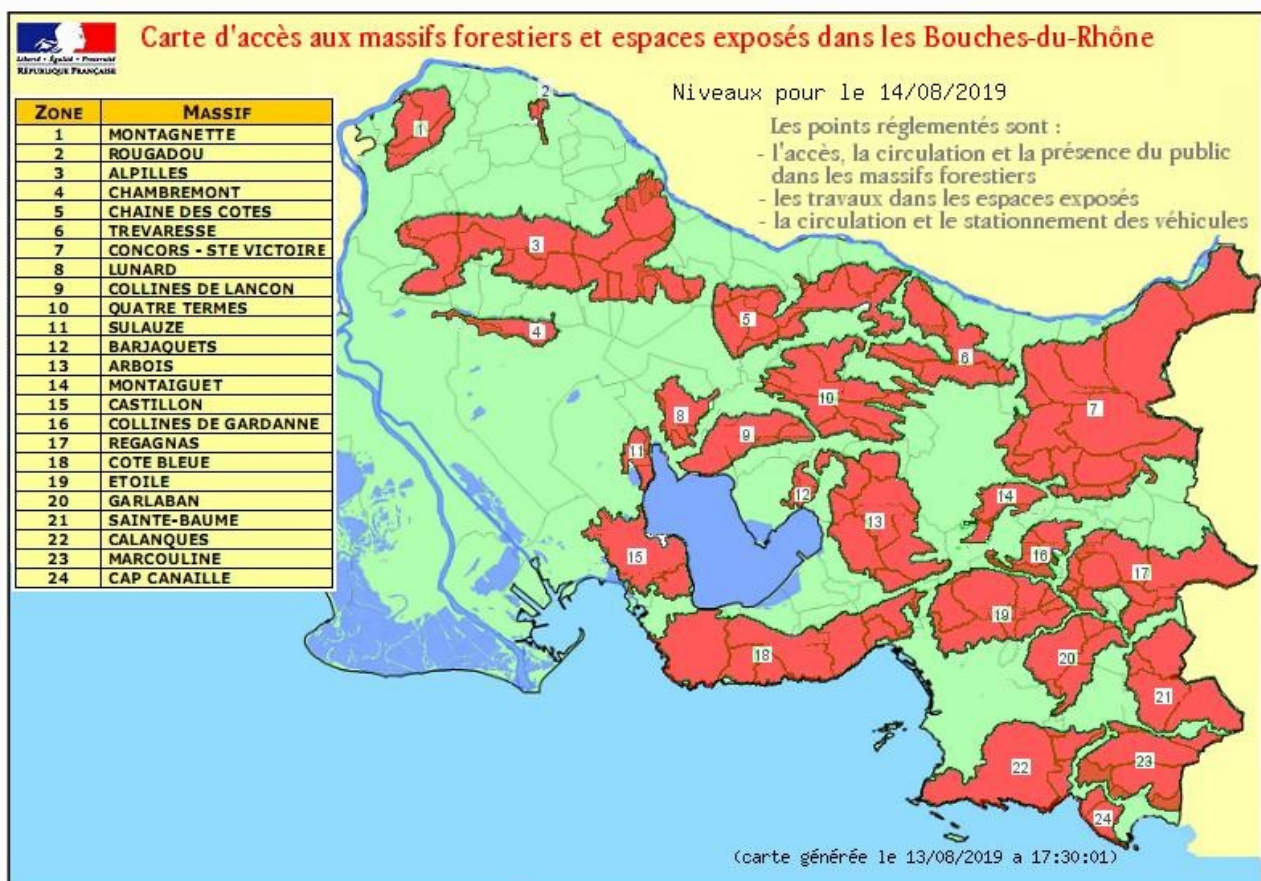 Carte d'accès aux massifs forestiers et espaces exposés dans les Bouches-du-Rhône
Liberté • Égalité • Fraternité
RÉPUBLIQUE FRANÇAISE
Niveaux pour le 14/08/2019
Les points réglementés sont :
- l'accès, la circulation et la présence du public
dans les massifs forestiers
- les travaux dans les espaces exposés
- la circulation et le stationnement des véhicules
ZONE MASSIF
1 MONTAGNETTE
2 ROUGADOU
3 ALPILLES
4 CHAMBREMONT
5 CHAINE DES COTES
6 TREVARESSE
7 CONCORS - STE VICTOIRE
8 LUNARD
9 COLLINES DE LANCON
10 QUATRE TERMES
11 SULAUZE
12 BARJAQUETS
13 ARBOIS
14 MONTAIGUET
15 CASTILLON
16 COLLINES DE GARDANNE
17 REGAGNAS
18 COTE BLEUE
19 ETOILE
20 GARLABAN
21 SAINTE-BAUME
22 CALANQUES
23 MARCOULINE
24 CAP CANAILLE
2
1
3
4
5
6
7
8
9
10
11
12
13
14
15
16
17
18
19
20
21
22
23
24
(carte générée le 13/08/2019 a 17:30:01)